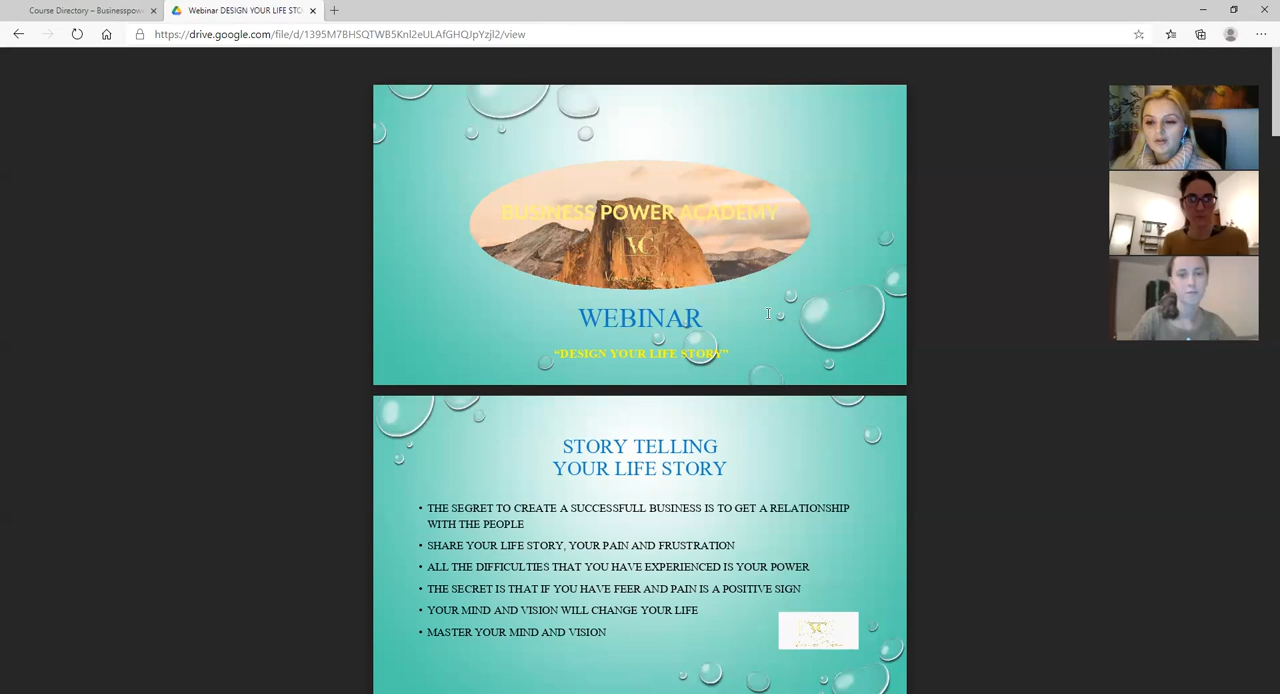 Course Directory – Businesspow
Webinar DESIGN YOUR LIFE STO
https://drive.google.com/file/d/1395M7BHSQTWB5Knl2eULAfGHQJpYzjl2/view
BUSINESS POWER ACADEMY
VC
WEBINAR
“DESIGN YOUR LIFE STORY”
STORY TELLING
YOUR LIFE STORY
• THE SEGRET TO CREATE A SUCCESSFULL BUSINESS IS TO GET A RELATIONSHIP
WITH THE PEOPLE
• SHARE YOUR LIFE STORY, YOUR PAIN AND FRUSTRATION
• ALL THE DIFFICULTIES THAT YOU HAVE EXPERIENCED IS YOUR POWER
• THE SECRET IS THAT IF YOU HAVE FEER AND PAIN IS A POSITIVE SIGN
• YOUR MIND AND VISION WILL CHANGE YOUR LIFE
• MASTER YOUR MIND AND VISION
VC